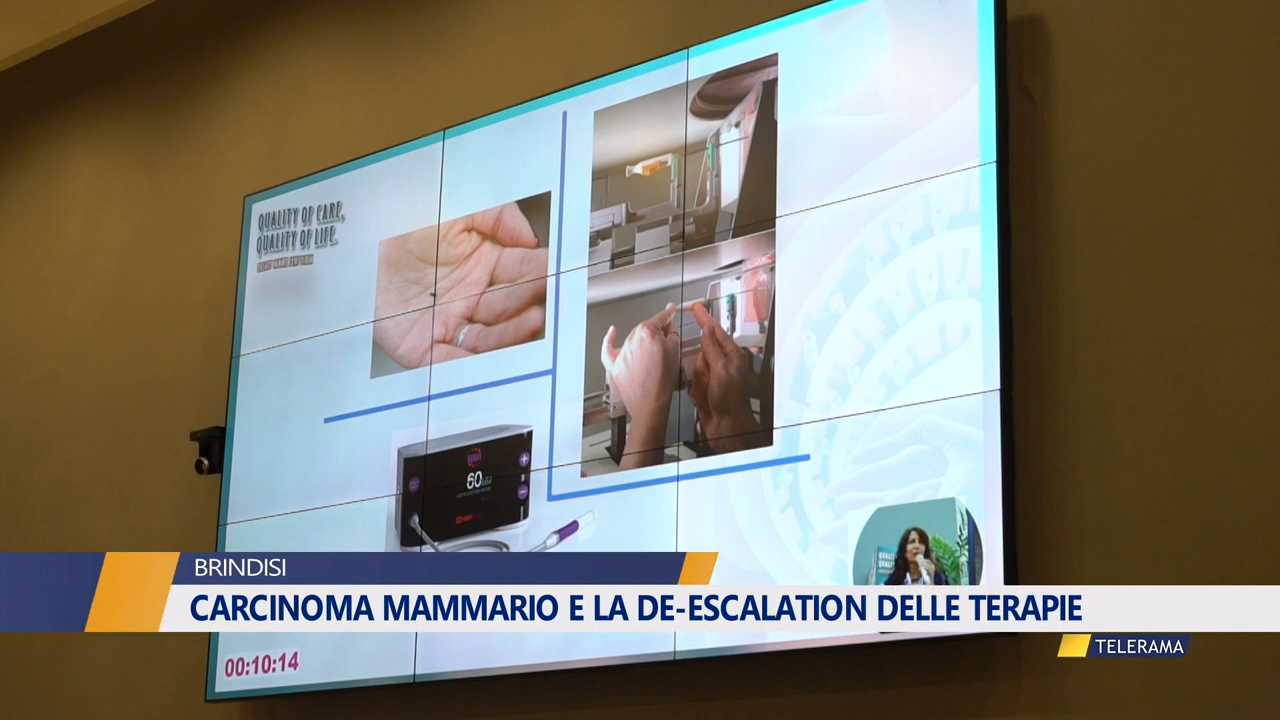 QUALITY OF CARE,
QUALITY OF LIFE.
60
BRINDISI
CARCINOMA MAMMARIO E LA DE-ESCALATION DELLE TERAPIE
TELERAMA
00:10:14